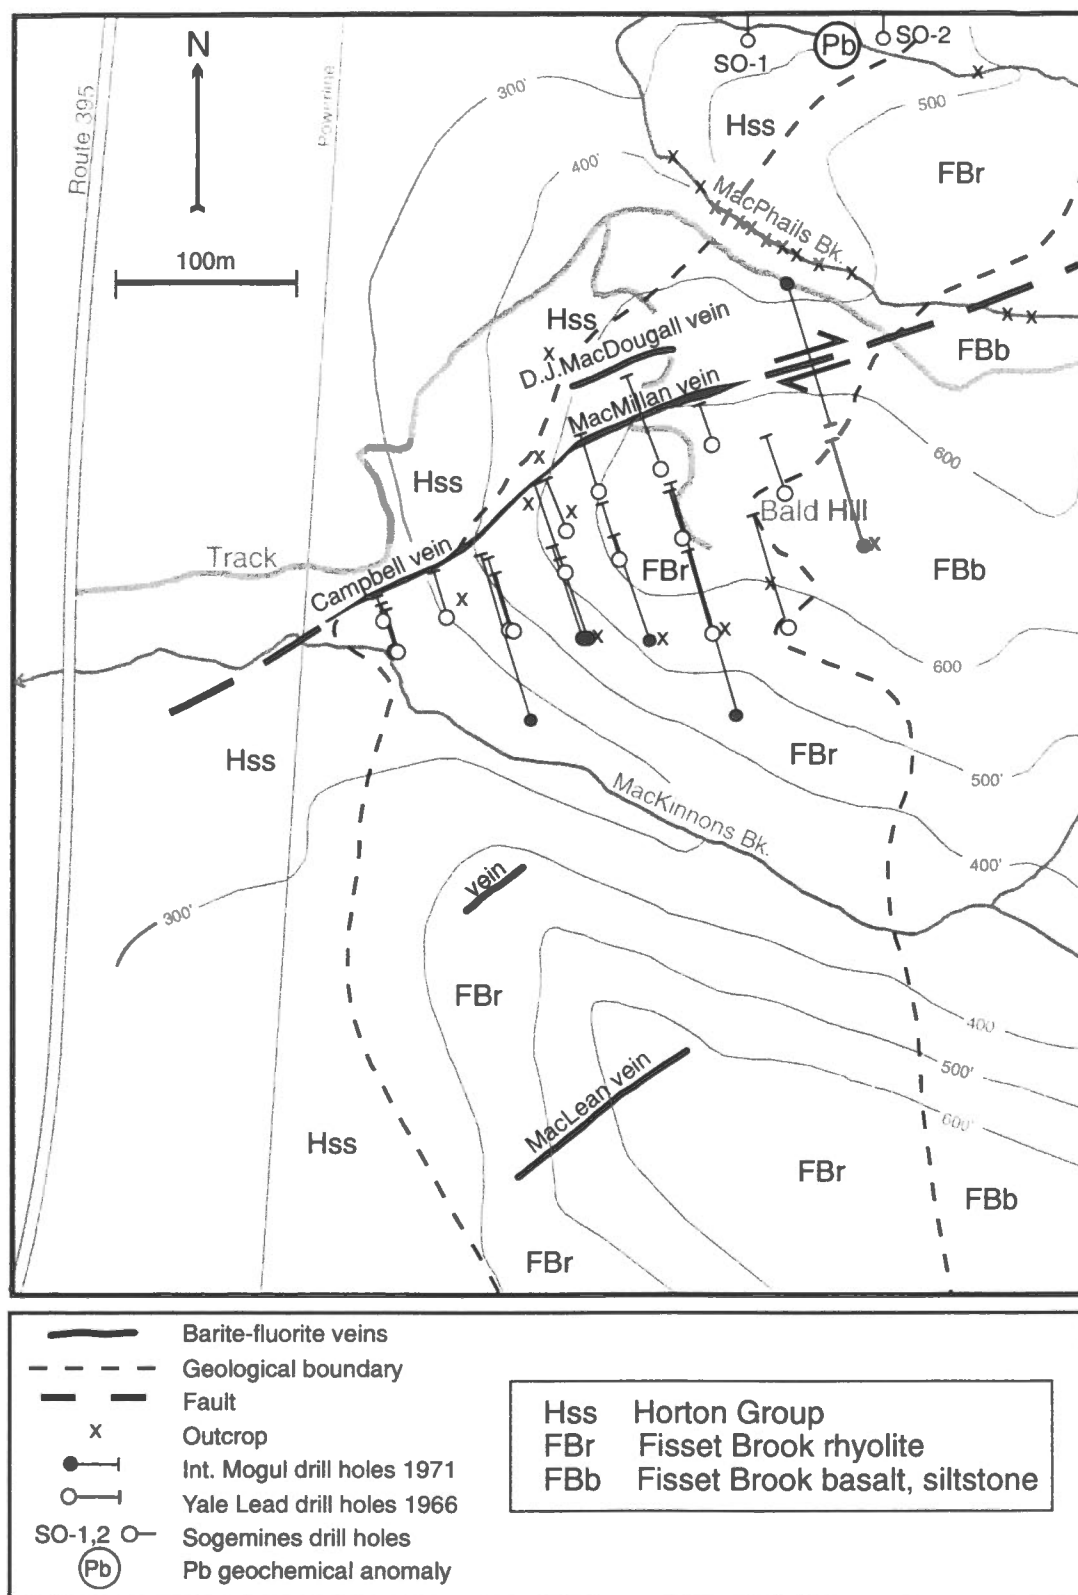 N
Pb
SO-2
SO-1
300'
500
Route 395
Powerline
Hss
400'
FBr
MacPhails Bk.
100m
Hss
D.J.MacDougall vein
FBb
MacMillan vein
600
Hss
Bald Hill
Track
Campbell vein
FBr
FBb
600
Hss
FBr
500'
MacKinnons Bk.
400'
vein
300'
FBr
400'
500'
MacLean vein
600'
Hss
FBr
FBb
FBr
Barite-fluorite veins
Geological boundary
Fault
x Outcrop
Int. Mogul drill holes 1971
Yale Lead drill holes 1966
SO-1,2 Sogemines drill holes
Pb Pb geochemical anomaly
Hss Horton Group
FBr Fisset Brook rhyolite
FBb Fisset Brook basalt, siltstone